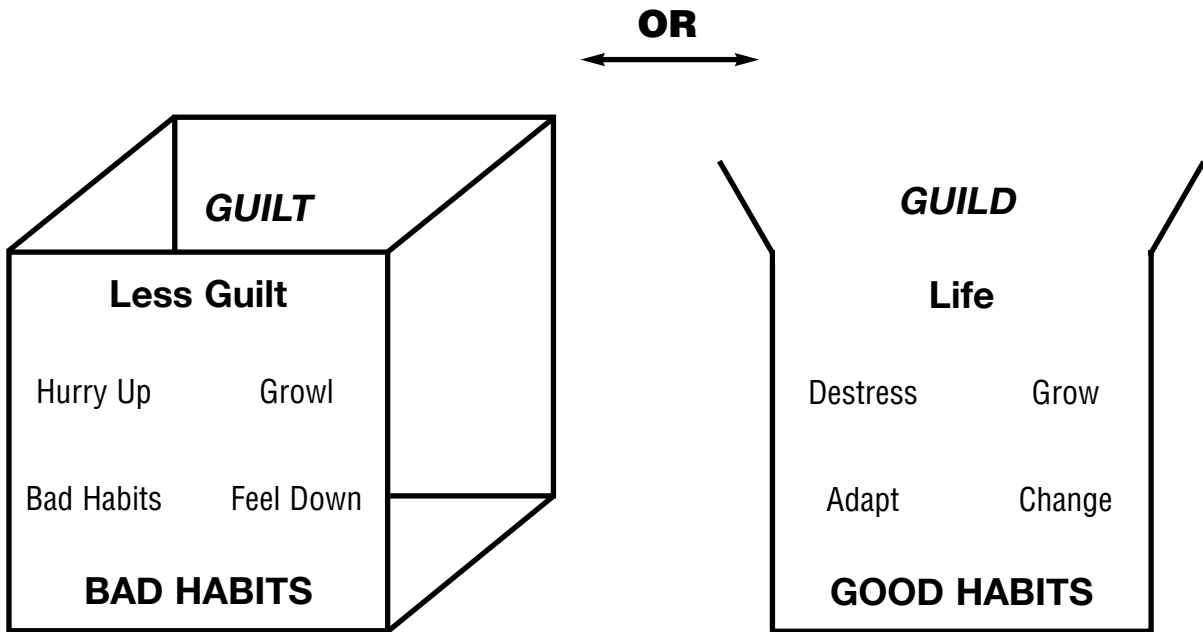 OR
GUILT
Less Guilt
Hurry Up Growl
Bad Habits Feel Down
BAD HABITS
GUILD
Life
Destress Grow
Adapt Change
GOOD HABITS